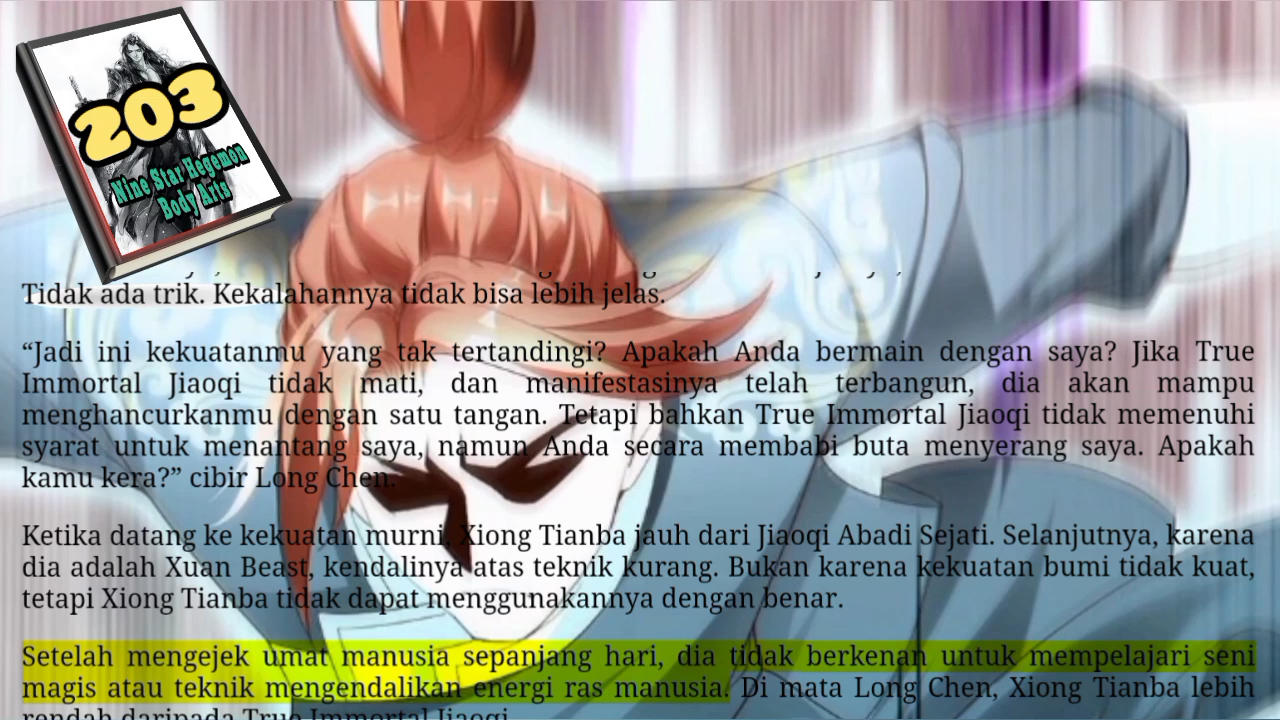 203
Nine Star Hegemon
Body Arts
Tidak ada trik. Kekalahannya tidak bisa lebih jelas.
“Jadi ini kekuatanmu yang tak tertandingi? Apakah Anda bermain dengan saya? Jika True
Immortal Jiaoqi tidak mati, dan manifestasinya telah terbangun, dia akan mampu
menghancurkanmu dengan satu tangan. Tetapi bahkan True Immortal Jiaoqi tidak memenuhi
syarat untuk menantang saya, namun Anda secara membabi buta menyerang saya. Apakah
kamu kera?” cibir Long Chen.
Ketika datang ke kekuatan murni, Xiong Tianba jauh dari Jiaoqi Abadi Sejati. Selanjutnya, karena
dia adalah Xuan Beast, kendalinya atas teknik kurang. Bukan karena kekuatan bumi tidak kuat,
tetapi Xiong Tianba tidak dapat menggunakannya dengan benar.
Setelah mengejek umat manusia sepanjang hari, dia tidak berkenan untuk mempelajari seni
magis atau teknik mengendalikan energi ras manusia. Di mata Long Chen, Xiong Tianba lebih
rendah daripada True Immortal Jiaoqi.